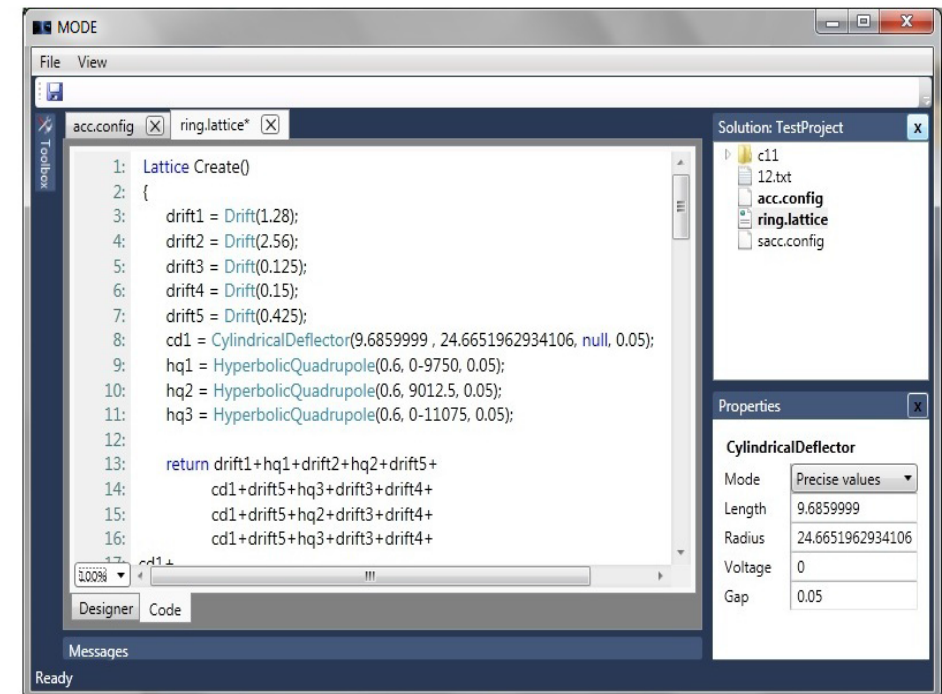 MODE
File View
Toolbox
acc.config X ring.lattice* X
1: Lattice Create()
2: {
3: drift1 = Drift(1.28);
4: drift2 = Drift(2.56);
5: drift3 = Drift(0.125);
6: drift4 = Drift(0.15);
7: drift5 = Drift(0.425);
8: cd1 = CylindricalDeflector(9.6859999 , 24.6651962934106, null, 0.05);
9: hq1 = HyperbolicQuadrupole(0.6, 0-9750, 0.05);
10: hq2 = HyperbolicQuadrupole(0.6, 9012.5, 0.05);
11: hq3 = HyperbolicQuadrupole(0.6, 0-11075, 0.05);
12:
13: return drift1+hq1+drift2+hq2+drift5+
14: cd1+drift5+hq3+drift3+drift4+
15: cd1+drift5+hq2+drift3+drift4+
16: cd1+drift5+hq3+drift3+drift4+
17: cd1+
100%
Designer Code
Messages
Ready
Solution: TestProject x
c11
12.txt
acc.config
ring.lattice
sacc.config
Properties x
CylindricalDeflector
Mode Precise values
Length 9.6859999
Radius 24.6651962934106
Voltage 0
Gap 0.05